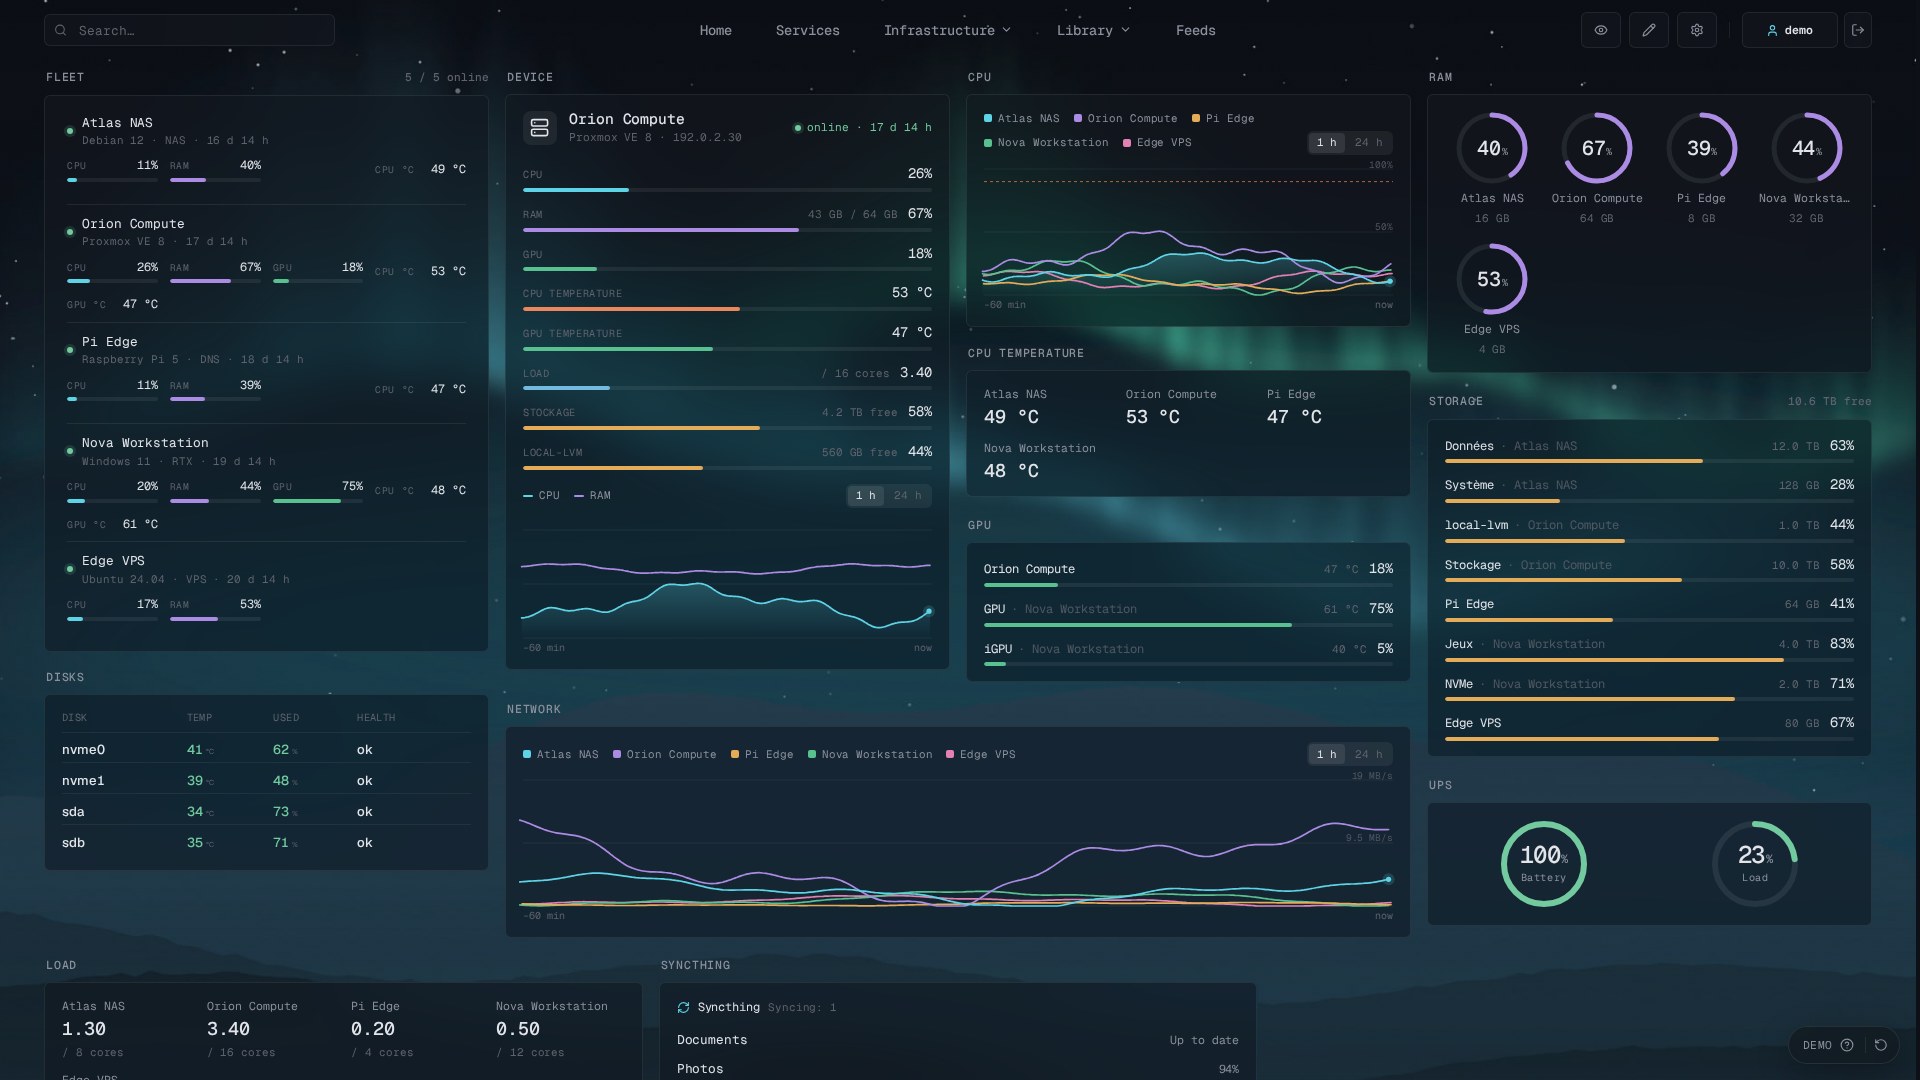 Search…
Home
Services
Infrastructure
Library
Feeds
demo
FLEET
5 / 5 online
Atlas NAS
Debian 12 · NAS · 16 d 14 h
CPU 11% RAM 40% CPU °C 49 °C
Orion Compute
Proxmox VE 8 · 17 d 14 h
CPU 26% RAM 67% GPU 18% CPU °C 53 °C
GPU °C 47 °C
Pi Edge
Raspberry Pi 5 · DNS · 18 d 14 h
CPU 11% RAM 39% CPU °C 47 °C
Nova Workstation
Windows 11 · RTX · 19 d 14 h
CPU 20% RAM 44% GPU 75% CPU °C 48 °C
GPU °C 61 °C
Edge VPS
Ubuntu 24.04 · VPS · 20 d 14 h
CPU 17% RAM 53%
DISKS
DISK TEMP USED HEALTH
nvme0 41 °C 62 % ok
nvme1 39 °C 48 % ok
sda 34 °C 73 % ok
sdb 35 °C 71 % ok
DEVICE
Orion Compute
Proxmox VE 8 · 192.0.2.30
online · 17 d 14 h
CPU 26%
RAM 43 GB / 64 GB 67%
GPU 18%
CPU TEMPERATURE 53 °C
GPU TEMPERATURE 47 °C
LOAD / 16 cores 3.40
STOCKAGE 4.2 TB free 58%
LOCAL-LVM 560 GB free 44%
CPU RAM 1 h 24 h
-60 min now
CPU
Atlas NAS Orion Compute Pi Edge
Nova Workstation Edge VPS 1 h 24 h
100%
50%
-60 min now
CPU TEMPERATURE
Atlas NAS Orion Compute Pi Edge
49 °C 53 °C 47 °C
Nova Workstation
48 °C
GPU
Orion Compute 47 °C 18%
GPU · Nova Workstation 61 °C 75%
iGPU · Nova Workstation 40 °C 5%
NETWORK
Atlas NAS Orion Compute Pi Edge Nova Workstation Edge VPS 1 h 24 h
19 MB/s
9.5 MB/s
-60 min now
RAM
40% 67% 39% 44%
Atlas NAS Orion Compute Pi Edge Nova Worksta…
16 GB 64 GB 8 GB 32 GB
53%
Edge VPS
4 GB
STORAGE
10.6 TB free
Données · Atlas NAS 12.0 TB 63%
Système · Atlas NAS 128 GB 28%
local-lvm · Orion Compute 1.0 TB 44%
Stockage · Orion Compute 10.0 TB 58%
Pi Edge 64 GB 41%
Jeux · Nova Workstation 4.0 TB 83%
NVMe · Nova Workstation 2.0 TB 71%
Edge VPS 80 GB 67%
UPS
100% 23%
Battery Load
LOAD
Atlas NAS Orion Compute Pi Edge Nova Workstation
1.30 3.40 0.20 0.50
/ 8 cores / 16 cores / 4 cores / 12 cores
Edge VPS
SYNCTHING
Syncthing Syncing: 1
Documents Up to date
Photos 94%
DEMO